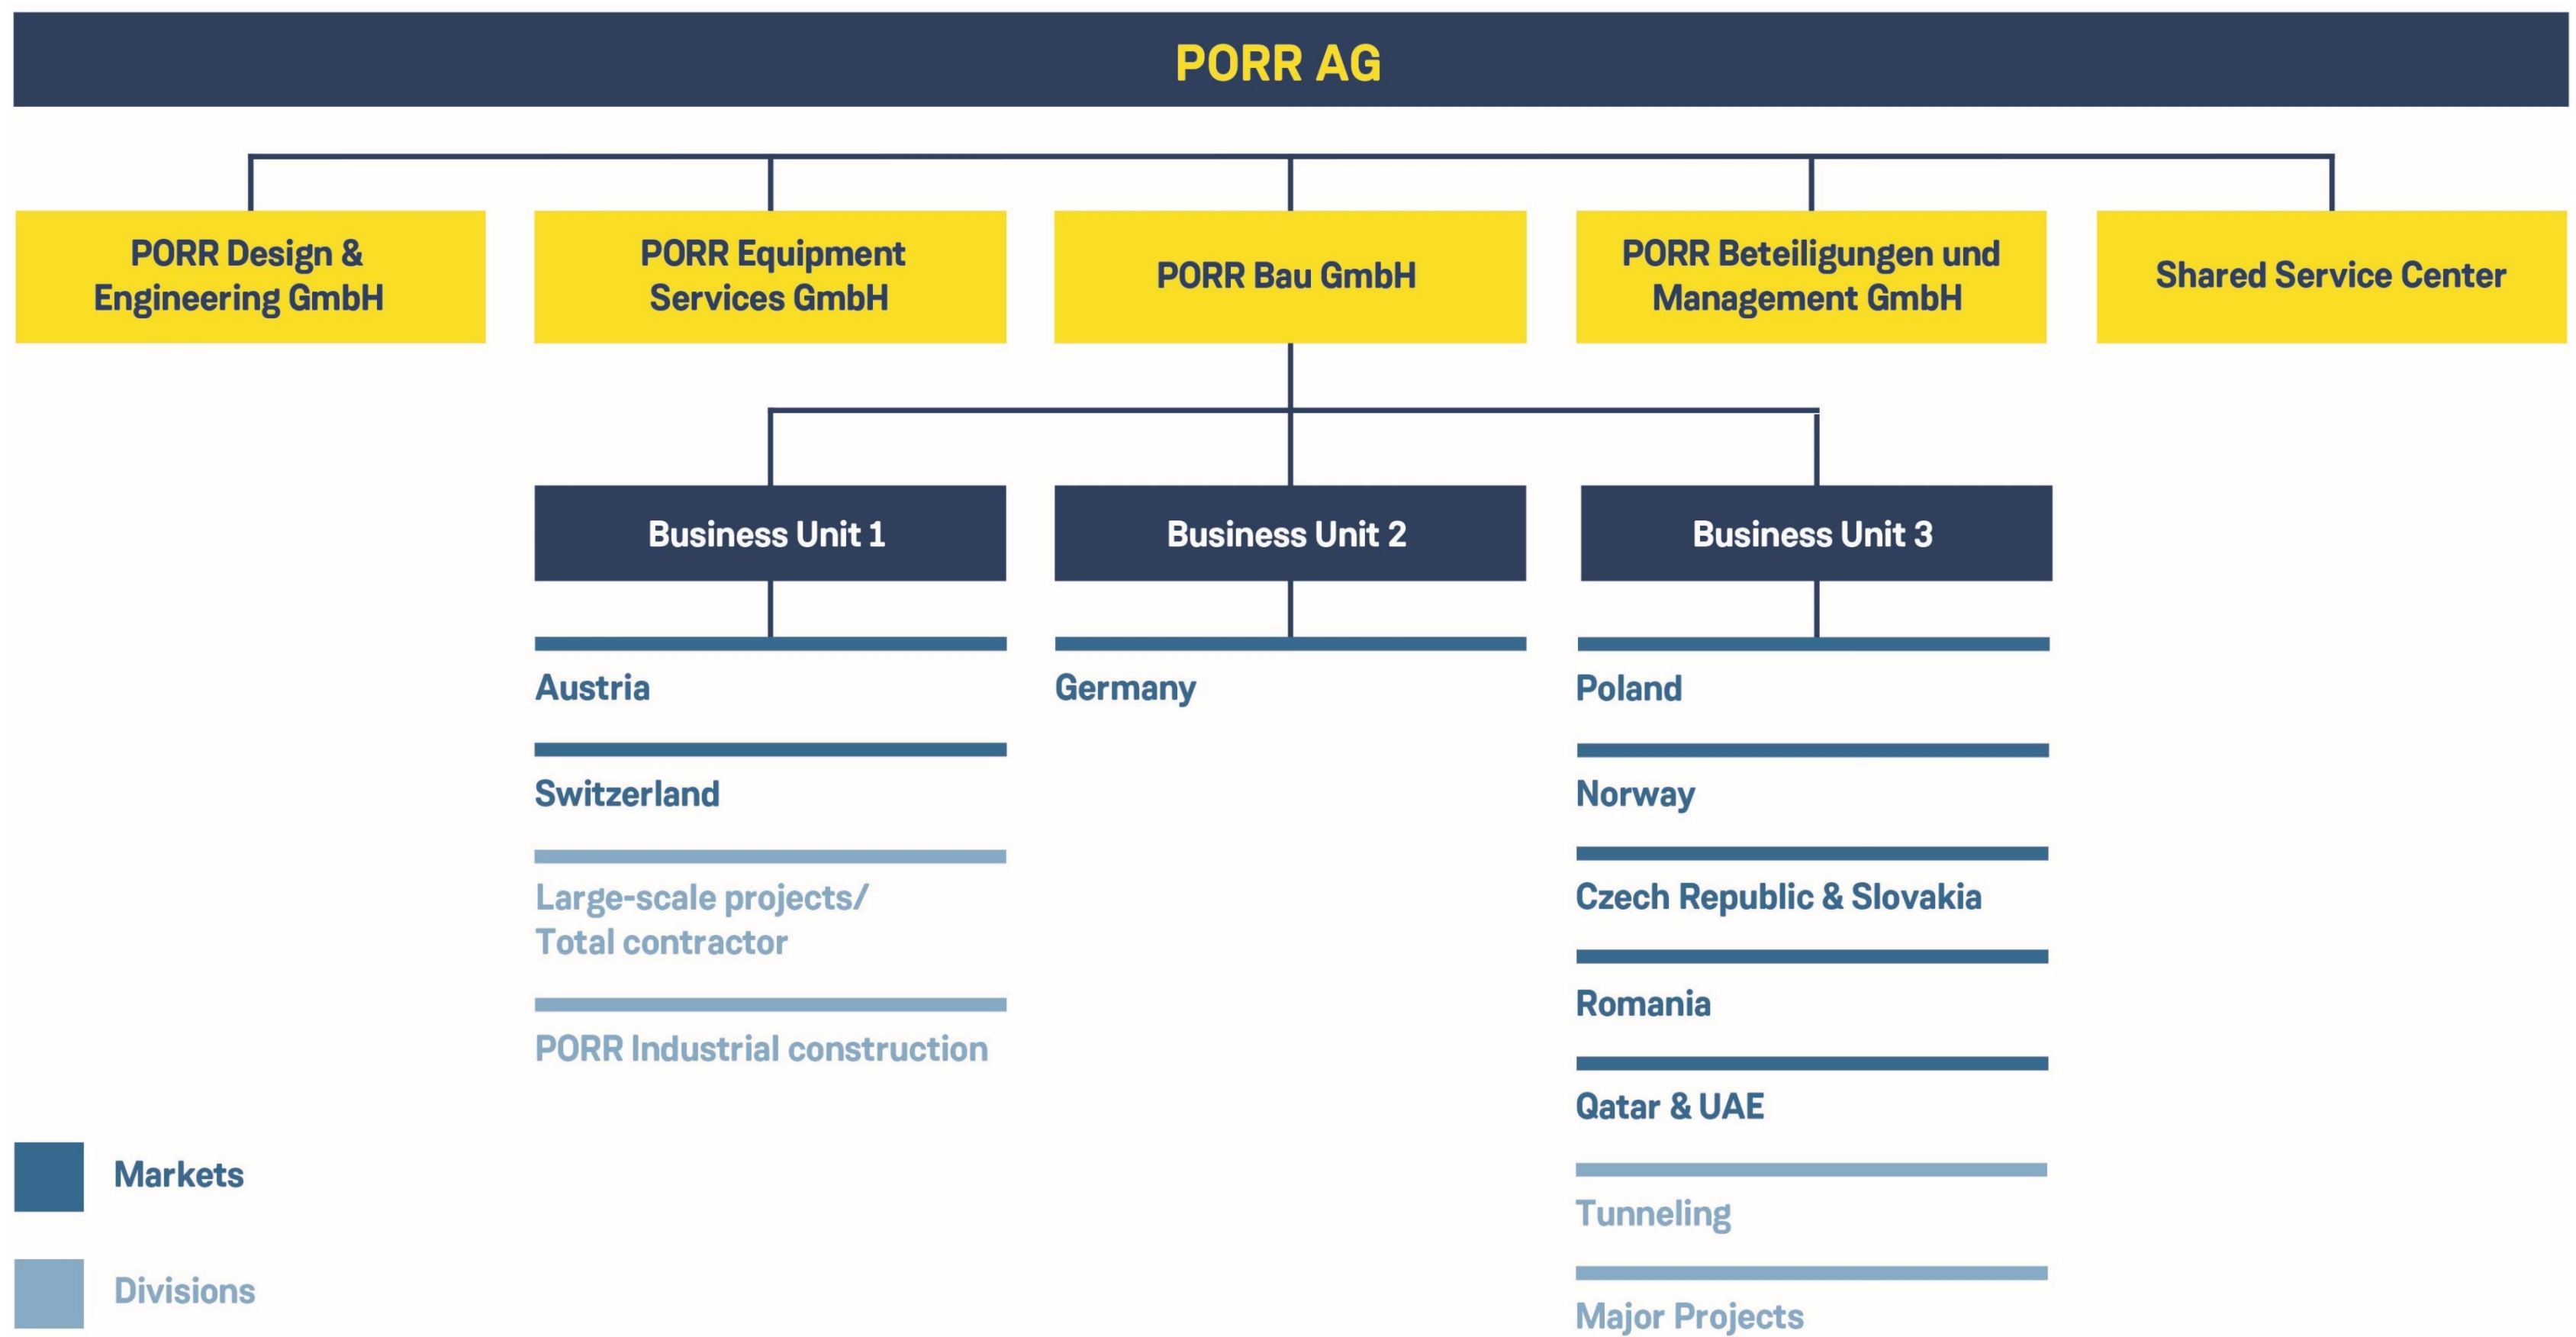 PORR AG
PORR Design &
Engineering GmbH
PORR Equipment
Services GmbH
PORR Bau GmbH
PORR Beteiligungen und
Management GmbH
Shared Service Center
Business Unit 1
Business Unit 2
Business Unit 3
Austria
Switzerland
Large-scale projects/
Total contractor
PORR Industrial construction
Germany
Poland
Norway
Czech Republic & Slovakia
Romania
Qatar & UAE
Tunneling
Major Projects
Markets
Divisions